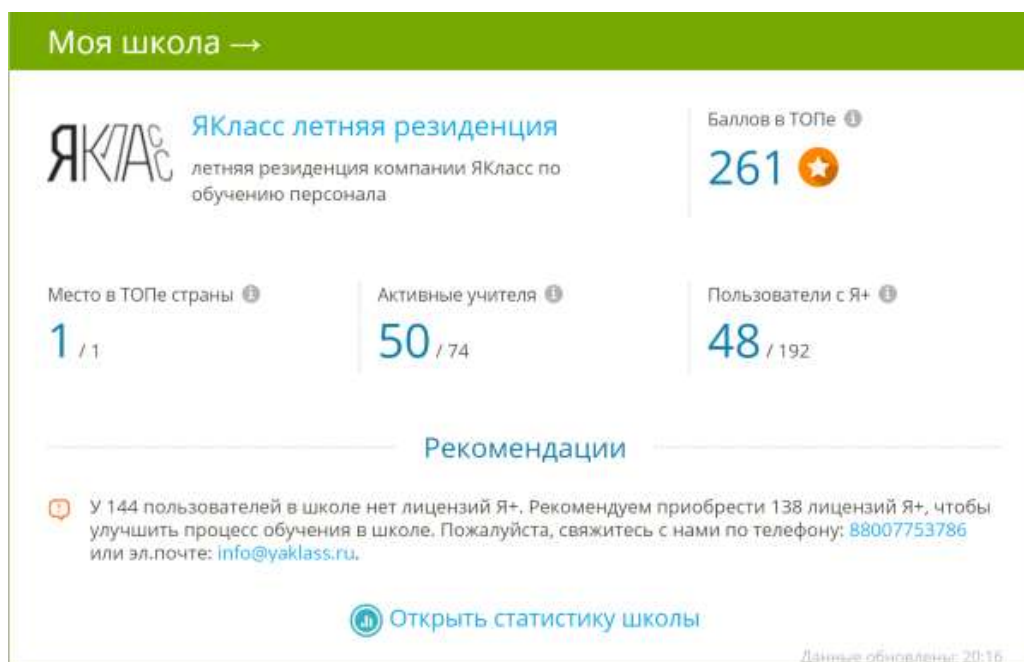 Моя школа →
ЯКЛАСС
ЯКласс летняя резиденция
летняя резиденция компании ЯКласс по
обучению персонала
Баллов в ТОПе
261
Место в ТОПе страны
1 / 1
Активные учителя
50 / 74
Пользователи с Я+
48 / 192
Рекомендации
У 144 пользователей в школе нет лицензий Я+. Рекомендуем приобрести 138 лицензий Я+, чтобы
улучшить процесс обучения в школе. Пожалуйста, свяжитесь с нами по телефону: 88007753786
или эл.почте: info@yaklass.ru.
Открыть статистику школы
Данные обновлены: 20:16